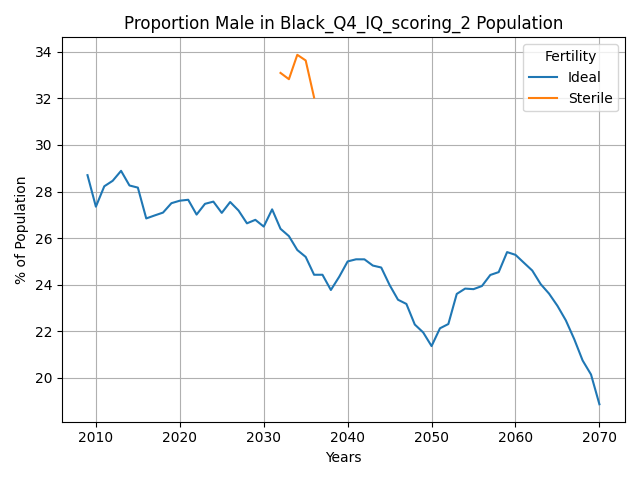 Proportion Male in Black_Q4_IQ_scoring_2 Population
% of Population
34
32
30
28
26
24
22
20
Fertility
Ideal
Sterile
2010 2020 2030 2040 2050 2060 2070
Years